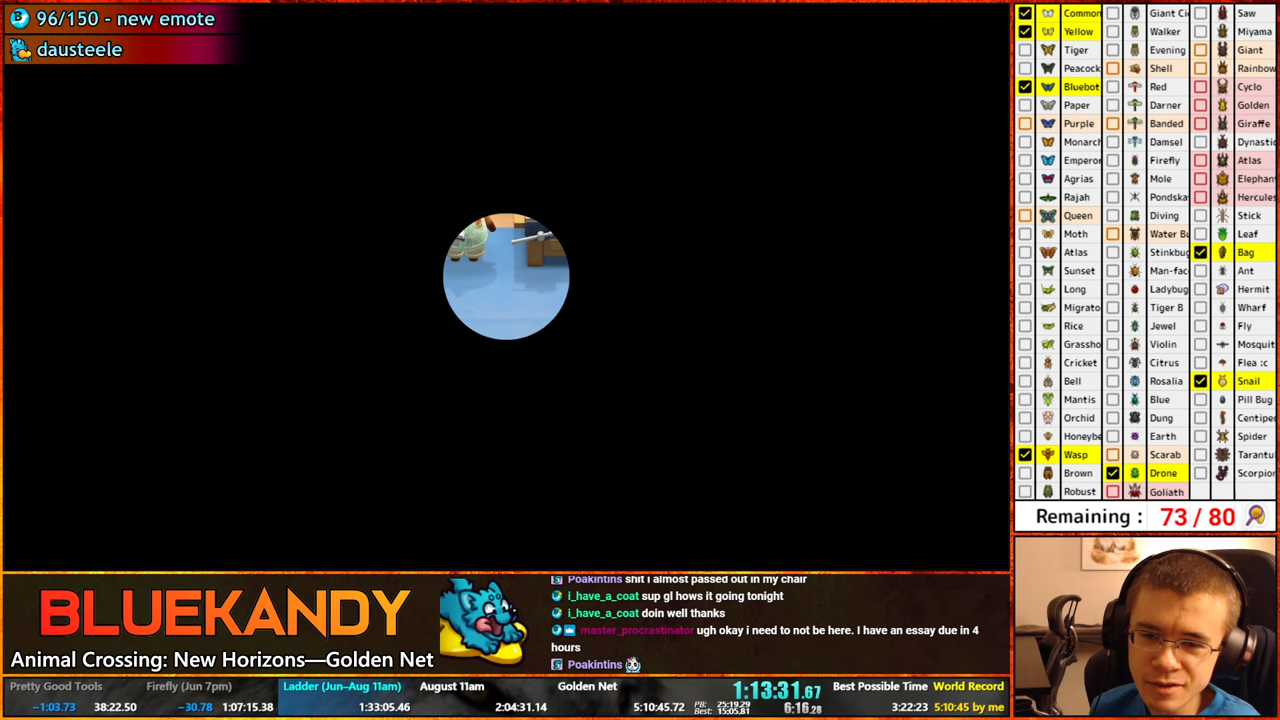 96/150 - new emote
dausteele
Common
Giant Ci
Saw
Yellow
Walker
Miyama
Tiger
Evening
Giant
Peacock
Shell
Rainbow
Bluebot
Red
Cyclo
Paper
Darner
Golden
Purple
Banded
Giraffe
Monarch
Damsel
Dynasti
Emperor
Firefly
Atlas
Agrias
Mole
Elephan
Rajah
Pondska
Hercules
Queen
Diving
Stick
Moth
Water Bu
Leaf
Atlas
Stinkbug
Bag
Sunset
Man-fac
Ant
Long
Ladybug
Hermit
Migrato
Tiger B
Wharf
Rice
Jewel
Fly
Grassho
Violin
Mosquit
Cricket
Citrus
Flea :c
Bell
Rosalia
Snail
Mantis
Blue
Pill Bug
Orchid
Dung
Centipe
Honeybe
Earth
Spider
Wasp
Scarab
Tarantu
Brown
Drone
Scorpion
Robust
Goliath
Remaining : 73 / 80
BLUEKANDY
Animal Crossing: New Horizons—Golden Net
Poakintins shit i almost passed out in my chair
i_have_a_coat sup gl hows it going tonight
i_have_a_coat doin well thanks
master_procrastinator ugh okay i need to not be here. I have an essay due in 4
hours
Poakintins
Pretty Good Tools
-1:03.73 38:22.50
Firefly (Jun 7pm)
-30.78 1:07:15.38
Ladder (Jun–Aug 11am)
1:33:05.46
August 11am
2:04:31.14
Golden Net
5:10:45.72
1:13:31.67
PB: 25:19.29
Best: 15:05.81
6:16.28
Best Possible Time
3:22:23
World Record
5:10:45 by me